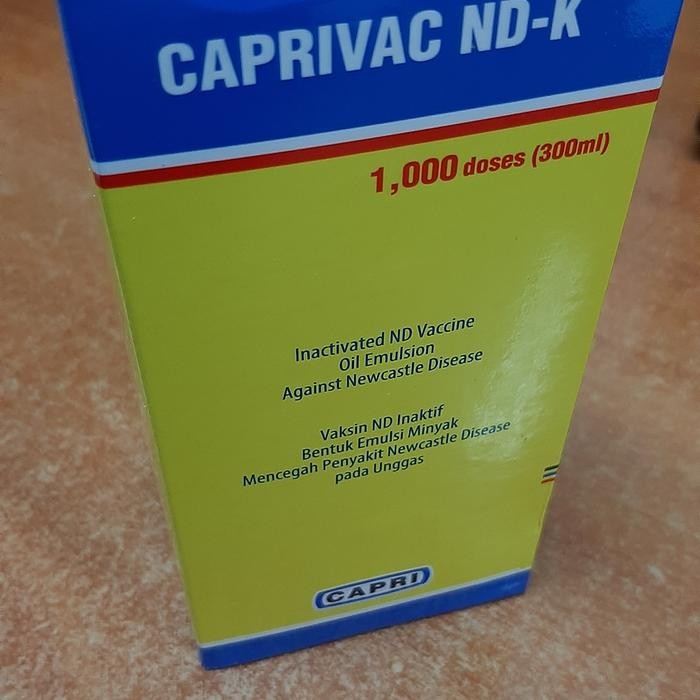 CAPRIVAC ND-K
1,000 doses (300ml)
Inactivated ND Vaccine
Oil Emulsion
Against Newcastle Disease
Vaksin ND Inaktif
Bentuk Emulsi Minyak
Mencegah Penyakit Newcastle Disease
pada Unggas
CAPRI